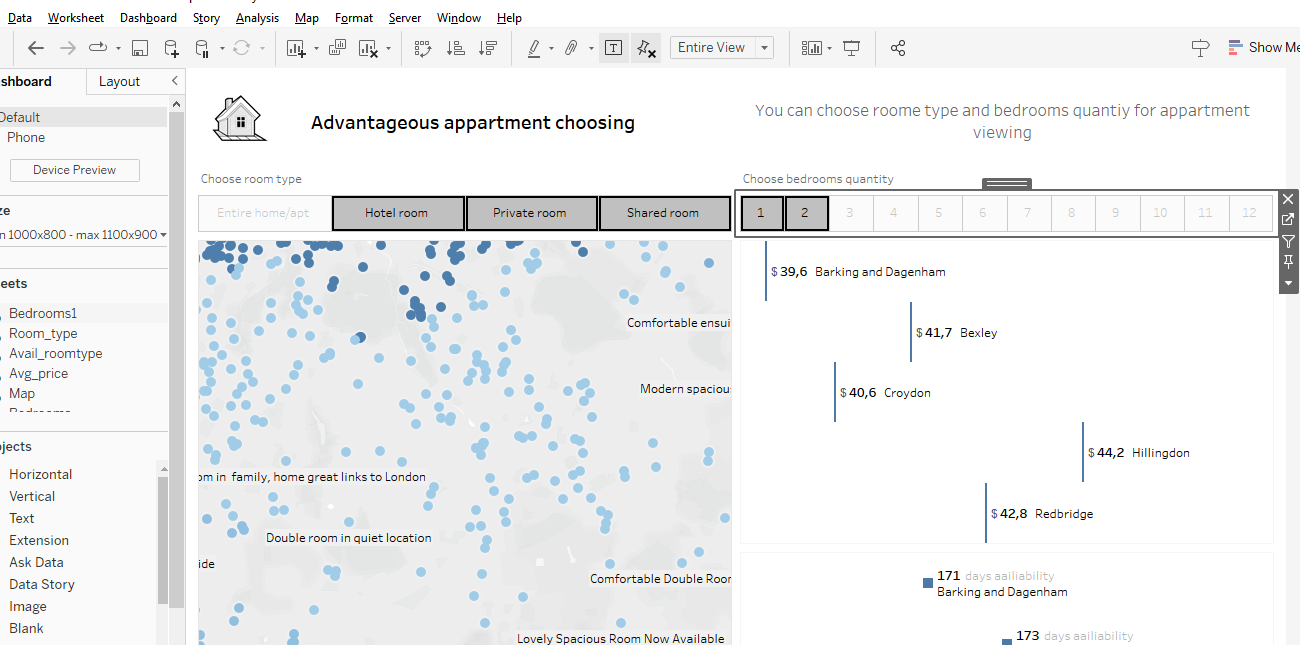 Data Worksheet Dashboard Story Analysis Map Format Server Window Help
Entire View
Show Me
shboard
Layout
Default
Phone
Device Preview
ze
n 1000x800 - max 1100x900
eets
Bedrooms1
Room_type
Avail_roomtype
Avg_price
Map
Bedrooms
jects
Horizontal
Vertical
Text
Extension
Ask Data
Data Story
Image
Blank
Advantageous appartment choosing
You can choose roome type and bedrooms quantiy for appartment
viewing
Choose room type
Entire home/apt Hotel room Private room Shared room
Choose bedrooms quantity
1 2 3 4 5 6 7 8 9 10 11 12
Comfortable ensui
Modern spacious
om in family, home great links to London
Double room in quiet location
ide
Comfortable Double Room
Lovely Spacious Room Now Available
$ 39,6 Barking and Dagenham
$ 41,7 Bexley
$ 40,6 Croydon
$ 44,2 Hillingdon
$ 42,8 Redbridge
171 days aailiability
Barking and Dagenham
173 days aailiability